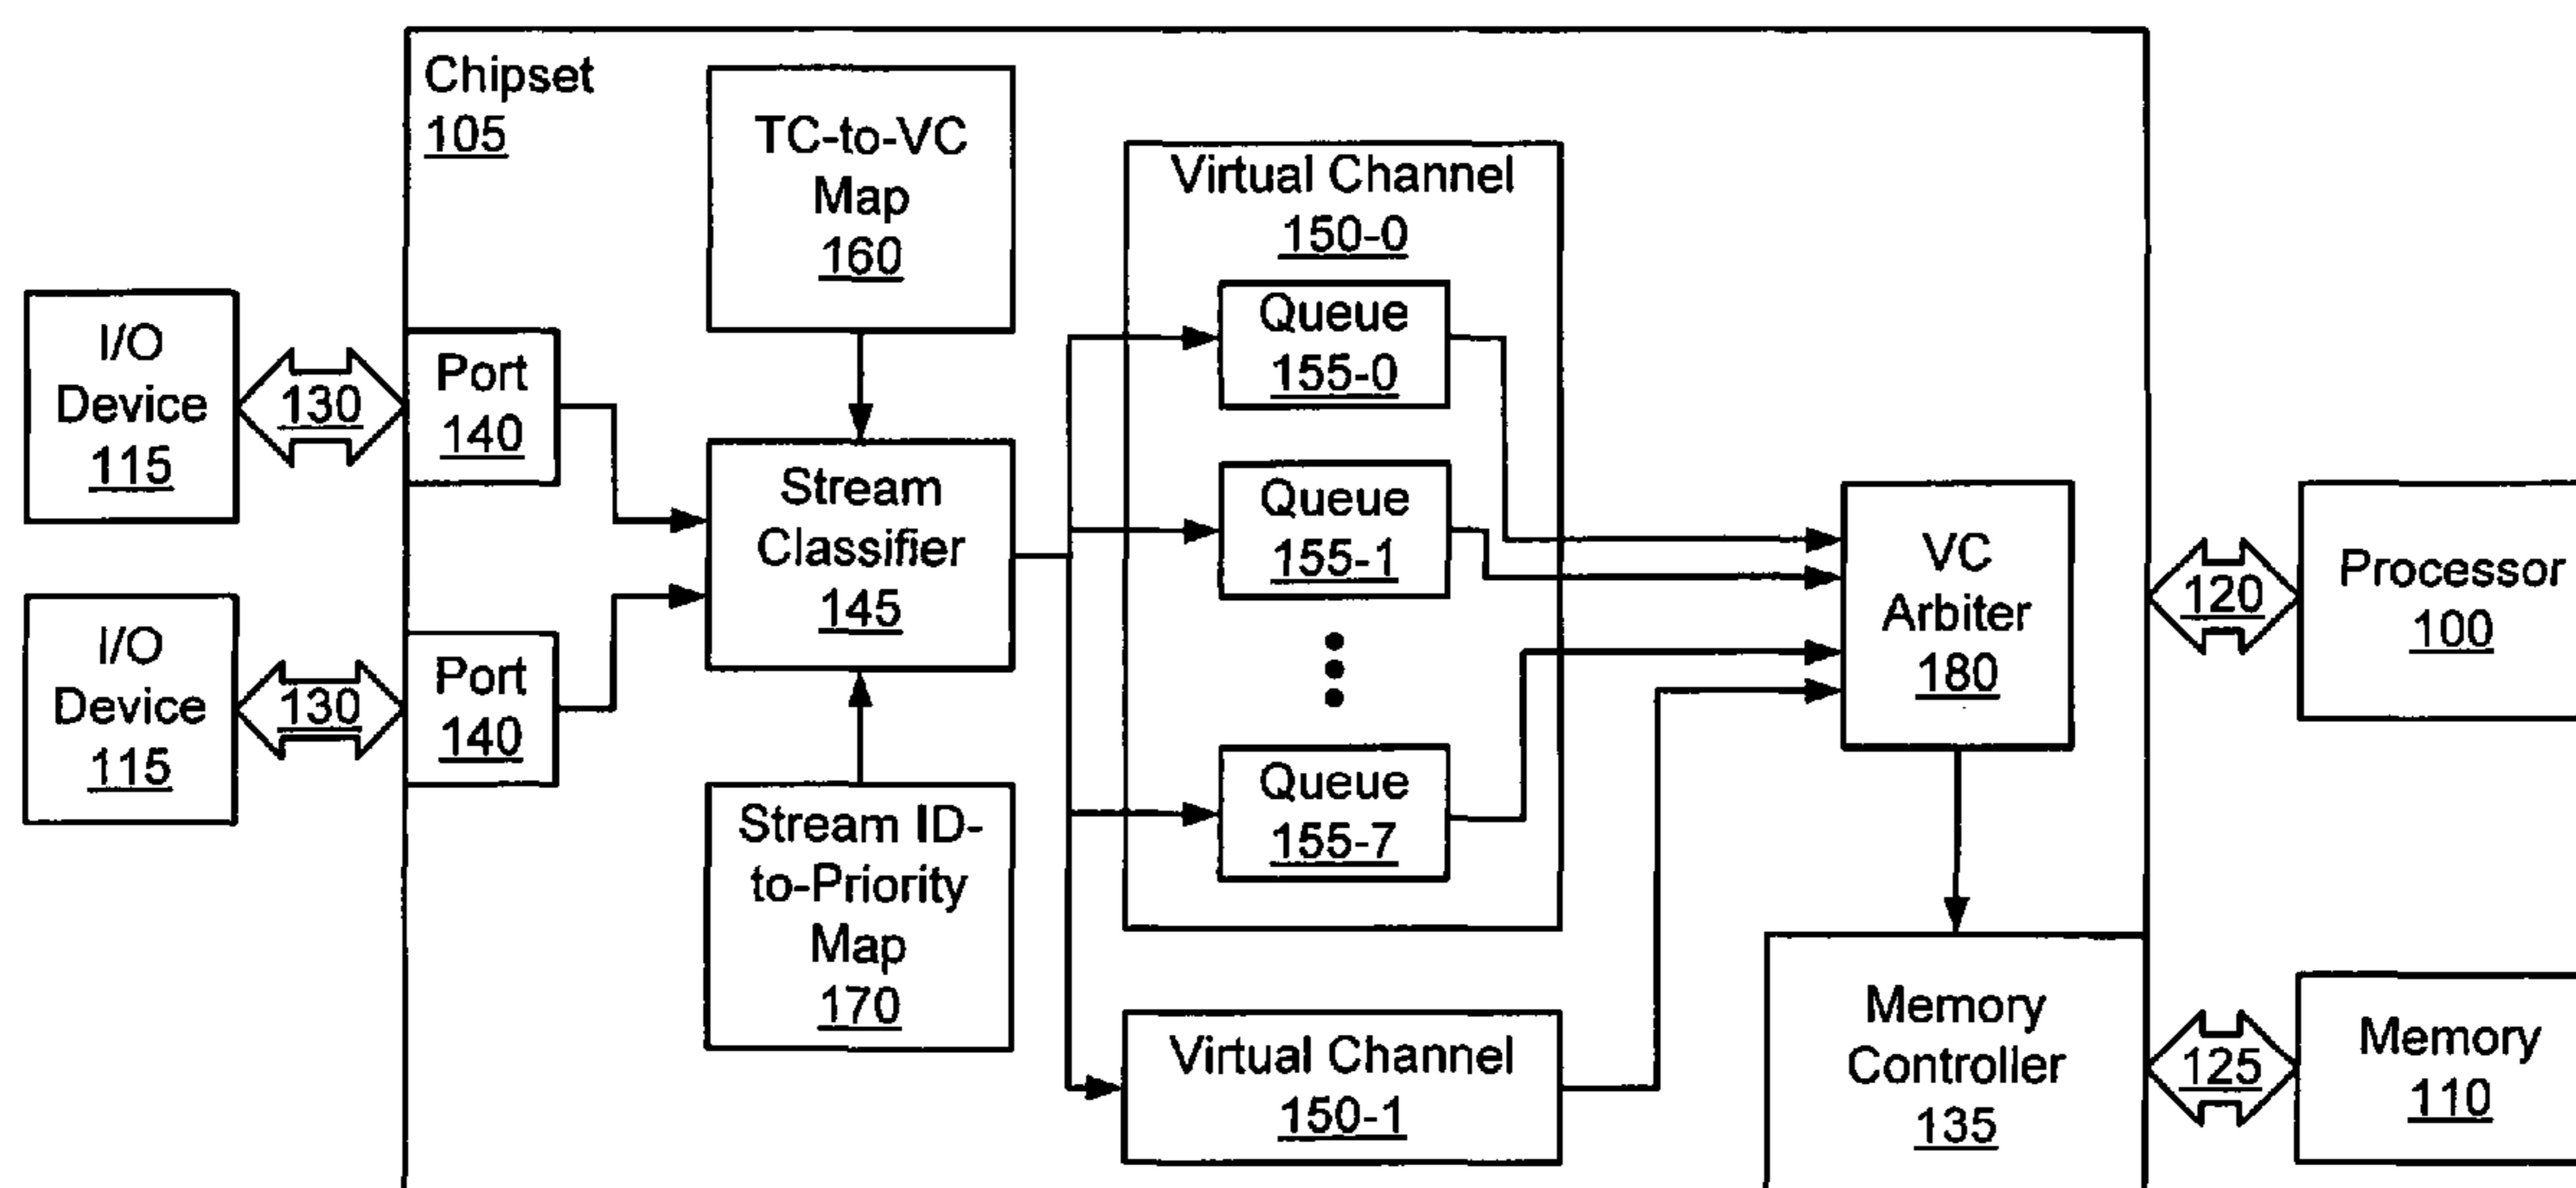 Chipset
105
TC-to-VC
Map
160
Virtual Channel
150-0
Queue
155-0
I/O
Device
115
130
Port
140
Stream
Classifier
145
Queue
155-1
VC
Arbiter
180
120
Processor
100
I/O
Device
115
130
Port
140
Queue
155-7
Stream ID-
to-Priority
Map
170
Virtual Channel
150-1
Memory
Controller
135
125
Memory
110